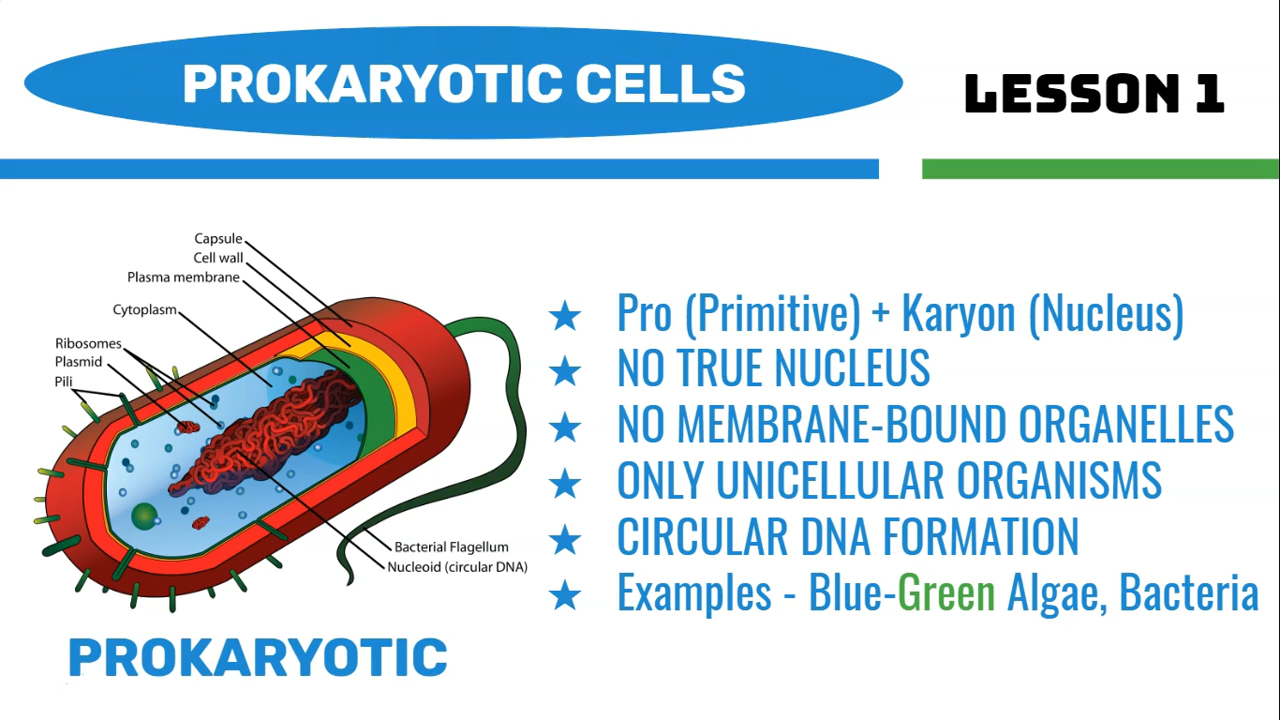 PROKARYOTIC CELLS
LESSON 1
Capsule
Cell wall
Plasma membrane
Cytoplasm
Ribosomes
Plasmid
Pili
Bacterial Flagellum
Nucleoid (circular DNA)
PROKARYOTIC
Pro (Primitive) + Karyon (Nucleus)
NO TRUE NUCLEUS
NO MEMBRANE-BOUND ORGANELLES
ONLY UNICELLULAR ORGANISMS
CIRCULAR DNA FORMATION
Examples - Blue-Green Algae, Bacteria